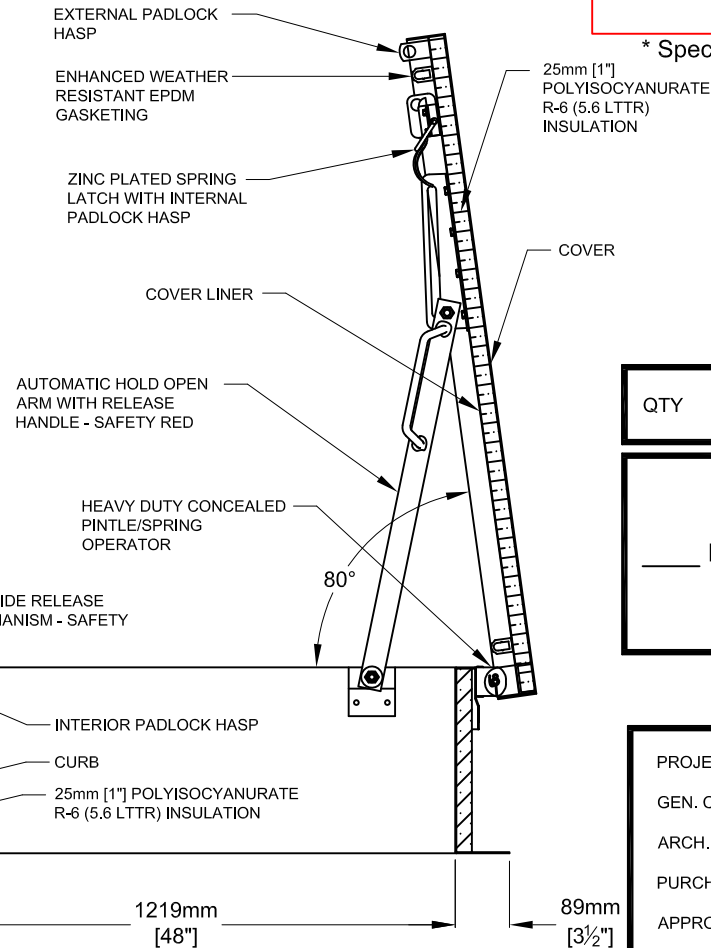 EXTERNAL PADLOCK
HASP
* Spec
25mm [1"]
POLYISOCYANURATE
R-6 (5.6 LTTR)
INSULATION
ENHANCED WEATHER
RESISTANT EPDM
GASKETING
ZINC PLATED SPRING
LATCH WITH INTERNAL
PADLOCK HASP
COVER
COVER LINER
AUTOMATIC HOLD OPEN
ARM WITH RELEASE
HANDLE - SAFETY RED
QTY
HEAVY DUTY CONCEALED
PINTLE/SPRING
OPERATOR
80°
IDE RELEASE
ANISM - SAFETY
INTERIOR PADLOCK HASP
CURB
25mm [1"] POLYISOCYANURATE
R-6 (5.6 LTTR) INSULATION
PROJE
GEN. C
ARCH.
PURCH
APPRO
1219mm
[48"]
89mm
[3½"]